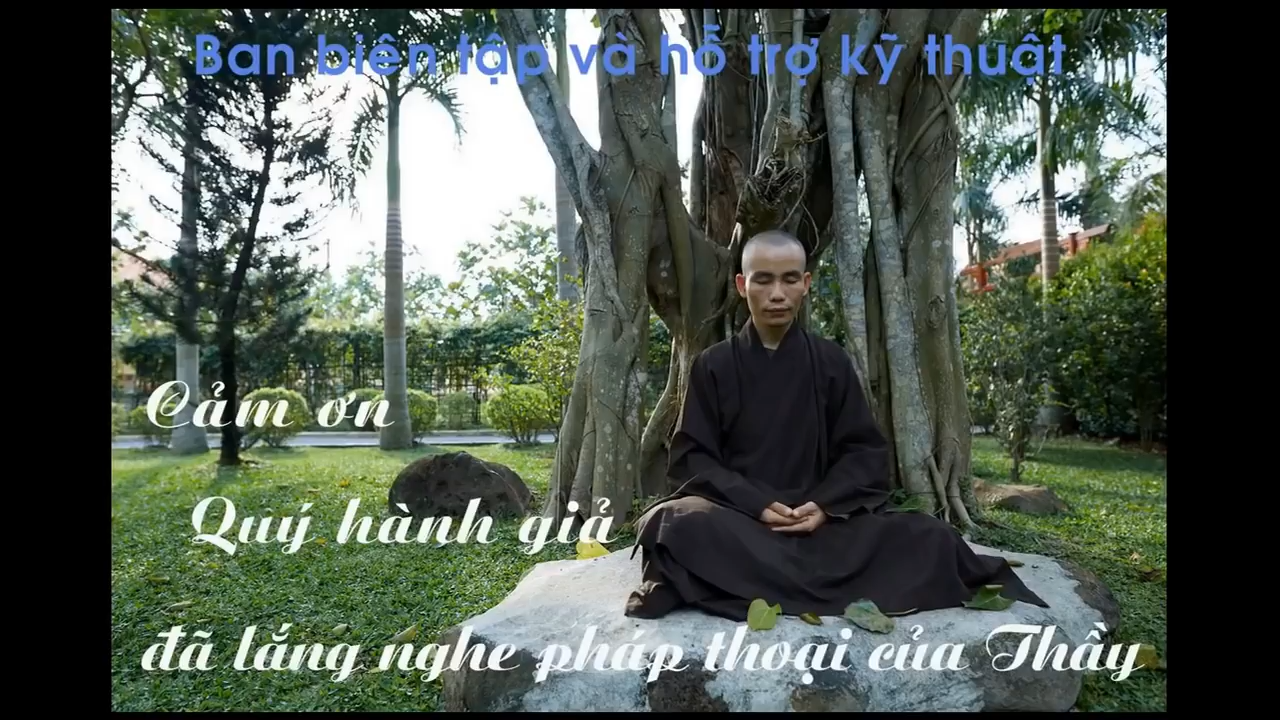 Ban biên tập và hỗ trợ kỹ thuật
Cảm ơn
Quý hành giả
đã lắng nghe pháp thoại của Thầy